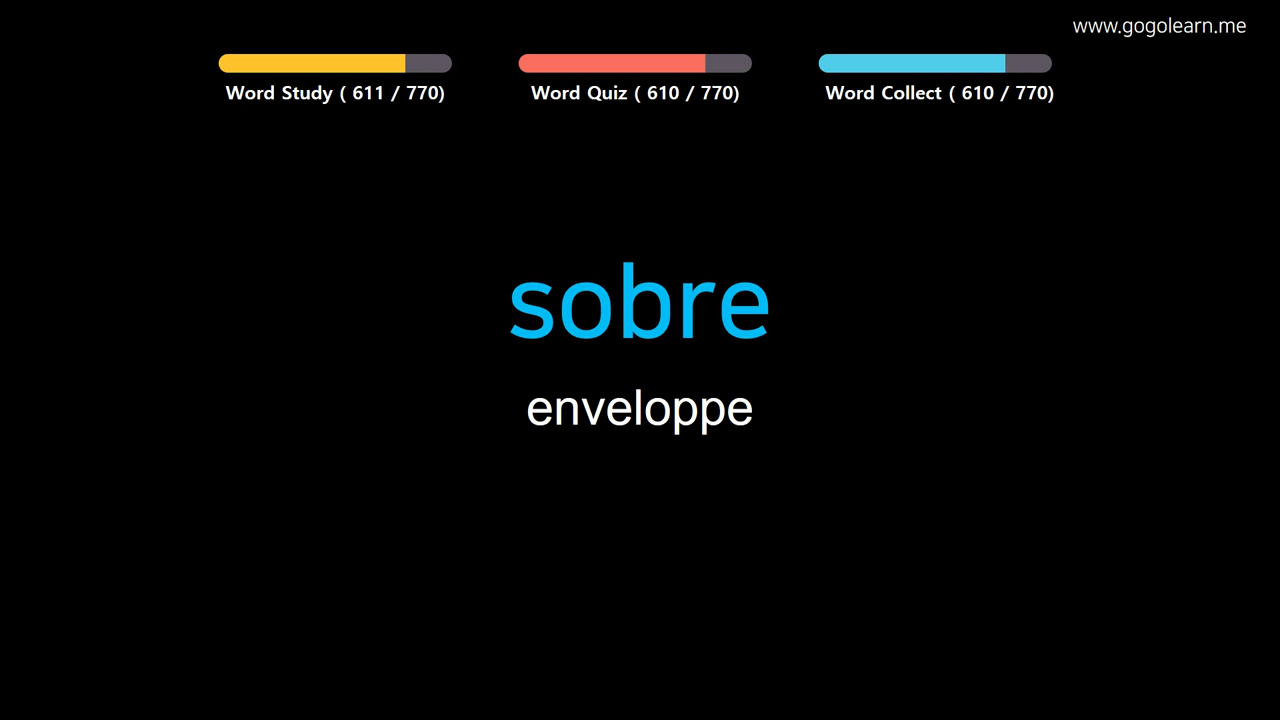 www.gogolearn.me
Word Study ( 611 / 770)
Word Quiz ( 610 / 770)
Word Collect ( 610 / 770)
sobre
enveloppe